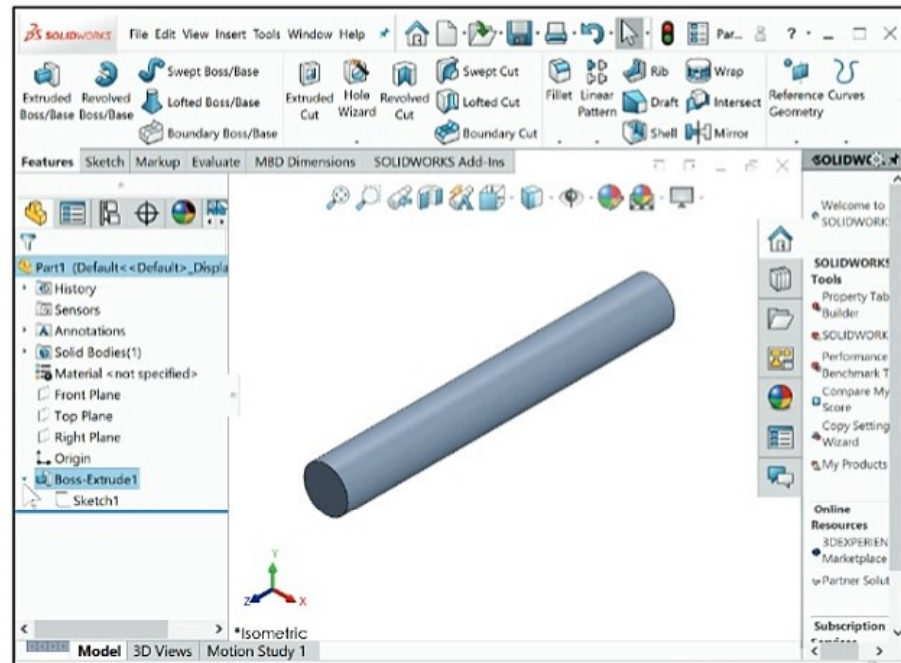 SOLIDWORKS File Edit View Insert Tools Window Help Par... ?
Extruded Boss/Base
Revolved Boss/Base
Swept Boss/Base
Lofted Boss/Base
Boundary Boss/Base
Extruded Cut
Hole Wizard
Revolved Cut
Swept Cut
Lofted Cut
Boundary Cut
Fillet
Linear Pattern
Rib
Draft
Shell
Wrap
Intersect
Mirror
Reference Geometry
Curves
Features Sketch Markup Evaluate MBD Dimensions SOLIDWORKS Add-Ins
Part1 (Default<<Default>_Displa
History
Sensors
Annotations
Solid Bodies(1)
Material <not specified>
Front Plane
Top Plane
Right Plane
Origin
Boss-Extrude1
Sketch1
Y
Z
X
*Isometric
Model 3D Views Motion Study 1
Welcome to
SOLIDWORKS
SOLIDWORKS
Tools
Property Tab
Builder
SOLIDWORK
Performance
Benchmark T
Compare My
Score
Copy Setting
Wizard
My Products
Online
Resources
3DEXPERIEN
Marketplace
Partner Solut
Subscription